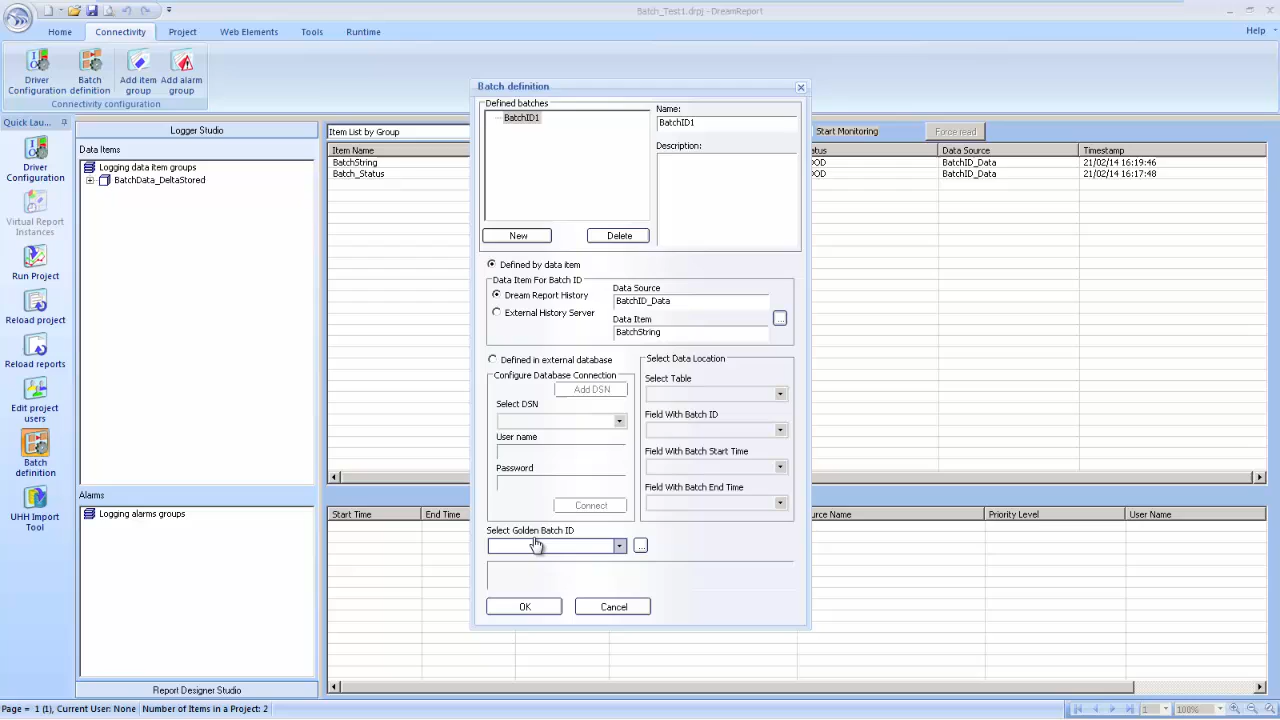 Batch_Test1.drpj - DreamReport
Home
Connectivity
Project
Web Elements
Tools
Runtime
Help
Driver Configuration
Batch definition
Add item group
Add alarm group
Connectivity configuration
Quick Lau...
Driver Configuration
Virtual Report Instances
Run Project
Reload project
Reload reports
Edit project users
Batch definition
UHH Import Tool
Logger Studio
Data Items
Logging data item groups
BatchData_DeltaStored
Alarms
Logging alarms groups
Report Designer Studio
Item List by Group
Start Monitoring
Force read
Item Name
Data Source
Timestamp
BatchString
BatchID_Data
21/02/14 16:19:46
Batch_Status
BatchID_Data
21/02/14 16:17:48
Batch definition
Defined batches
BatchID1
Name:
BatchID1
Description:
New
Delete
Defined by data item
Data Item For Batch ID
Dream Report History
External History Server
Data Source
BatchID_Data
Data Item
BatchString
...
Defined in external database
Configure Database Connection
Add DSN
Select DSN
User name
Password
Connect
Select Data Location
Select Table
Field With Batch ID
Field With Batch Start Time
Field With Batch End Time
Select Golden Batch ID
...
OK
Cancel
Start Time
End Time
Priority Level
User Name
Page = 1 (1), Current User: None
Number of Items in a Project: 2
1
100%